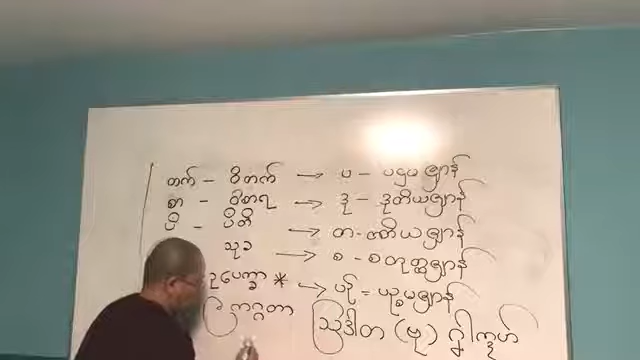 တက် – ဝိတက် → ပ – ပဌမဈာန်
စာ – ဝိစာရ → ဒု – ဒုတိယဈာန်
ပီ – ပီတိ → တ – တတိယဈာန်
သုခ → စ – စတုတ္ထဈာန်
ဥပေက္ခာ * → ပဉ် = ပဉ္စမဈာန်
ဧကဂ္ဂတာ